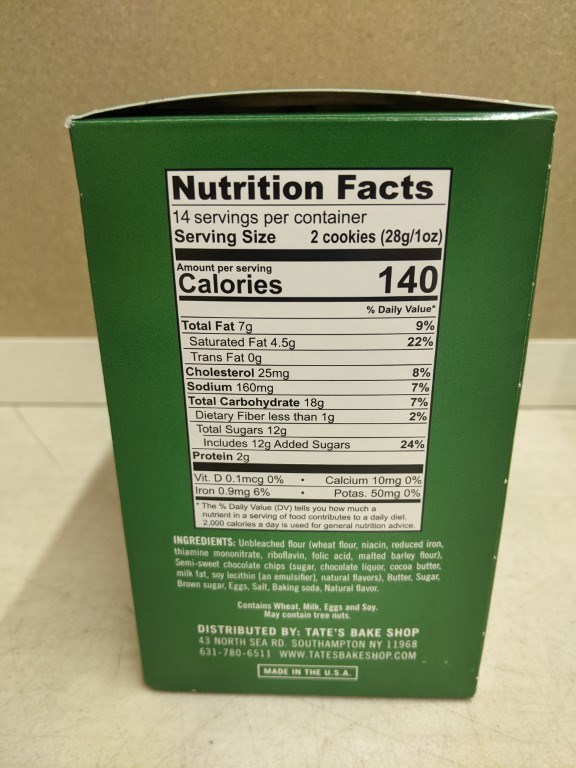 Nutrition Facts
14 servings per container
Serving Size 2 cookies (28g/1oz)
Amount per serving
Calories 140
% Daily Value*
Total Fat 7g 9%
Saturated Fat 4.5g 22%
Trans Fat 0g
Cholesterol 25mg 8%
Sodium 160mg 7%
Total Carbohydrate 18g 7%
Dietary Fiber less than 1g 2%
Total Sugars 12g
Includes 12g Added Sugars 24%
Protein 2g
Vit. D 0.1mcg 0% • Calcium 10mg 0%
Iron 0.9mg 6% • Potas. 50mg 0%
* The % Daily Value (DV) tells you how much a
nutrient in a serving of food contributes to a daily diet.
2,000 calories a day is used for general nutrition advice.
INGREDIENTS: Unbleached flour (wheat flour, niacin, reduced iron,
thiamine mononitrate, riboflavin, folic acid, malted barley flour),
Semi-sweet chocolate chips (sugar, chocolate liquor, cocoa butter,
milk fat, soy lecithin [an emulsifier], natural flavors), Butter, Sugar,
Brown sugar, Eggs, Salt, Baking soda, Natural flavor.
Contains Wheat, Milk, Eggs and Soy.
May contain tree nuts.
DISTRIBUTED BY: TATE'S BAKE SHOP
43 NORTH SEA RD. SOUTHAMPTON NY 11968
631-780-6511 WWW.TATESBAKESHOP.COM
MADE IN THE U.S.A.